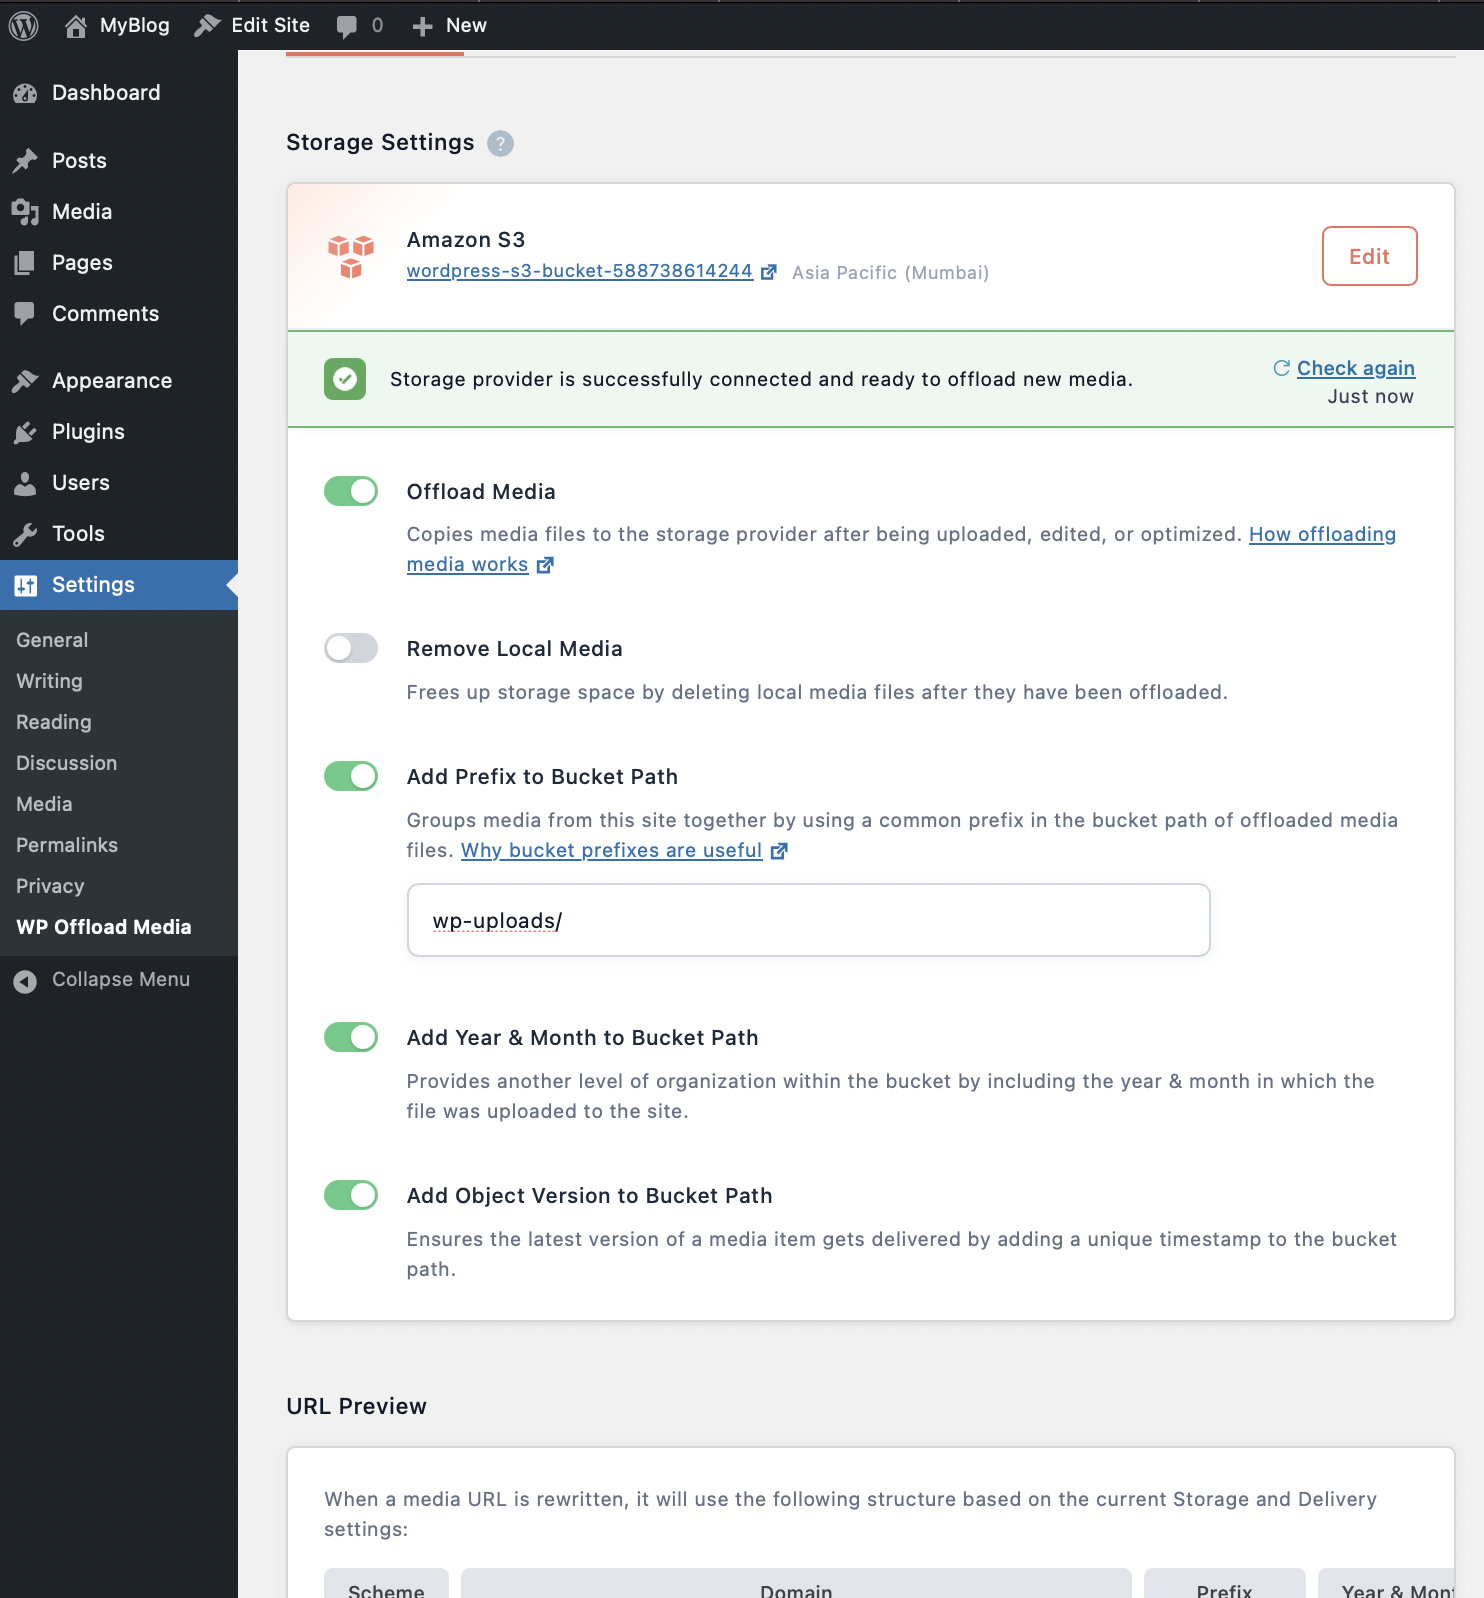 MyBlog
Edit Site
0
New
Dashboard
Posts
Media
Pages
Comments
Appearance
Plugins
Users
Tools
Settings
General
Writing
Reading
Discussion
Media
Permalinks
Privacy
WP Offload Media
Collapse Menu
Storage Settings ?
Amazon S3
wordpress-s3-bucket-588738614244 Asia Pacific (Mumbai)
Edit
Storage provider is successfully connected and ready to offload new media.
Check again
Just now
Offload Media
Copies media files to the storage provider after being uploaded, edited, or optimized. How offloading
media works
Remove Local Media
Frees up storage space by deleting local media files after they have been offloaded.
Add Prefix to Bucket Path
Groups media from this site together by using a common prefix in the bucket path of offloaded media
files. Why bucket prefixes are useful
wp-uploads/
Add Year & Month to Bucket Path
Provides another level of organization within the bucket by including the year & month in which the
file was uploaded to the site.
Add Object Version to Bucket Path
Ensures the latest version of a media item gets delivered by adding a unique timestamp to the bucket
path.
URL Preview
When a media URL is rewritten, it will use the following structure based on the current Storage and Delivery
settings:
Scheme Domain Prefix Year & Mont